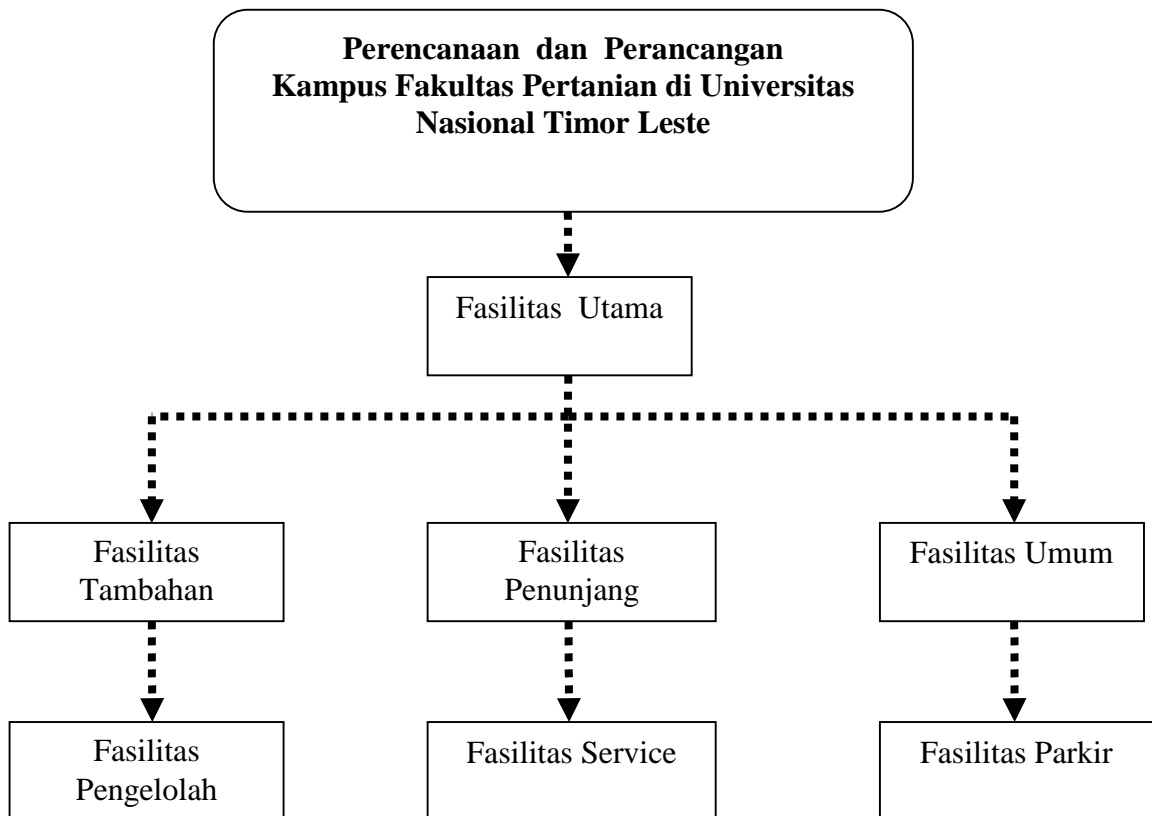 Perencanaan dan Perancangan
Kampus Fakultas Pertanian di Universitas
Nasional Timor Leste
Fasilitas Utama
Fasilitas
Tambahan
Fasilitas
Penunjang
Fasilitas Umum
Fasilitas
Pengelolah
Fasilitas Service
Fasilitas Parkir